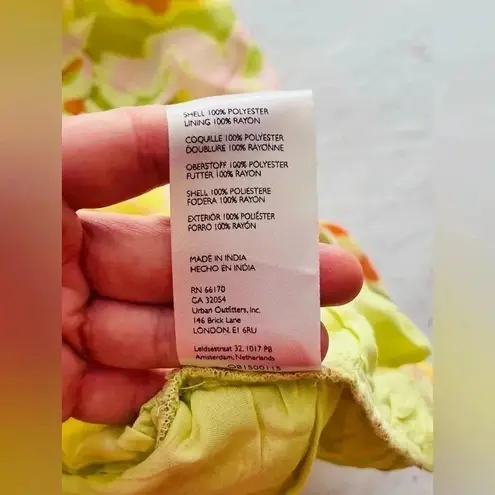 SHELL 100% POLYESTER
LINING 100% RAYON
COQUILLE 100% POLYESTER
DOUBLURE 100% RAYONNE
OBERSTOFF 100% POLYESTER
FUTTER 100% RAYON
SHELL 100% POLIESTERE
FODERA 100% RAYON
EXTERIOR 100% POLIÉSTER
FORRO 100% RAYÓN
MADE IN INDIA
HECHO EN INDIA
RN 66170
CA 32054
Urban Outfitters, Inc.
146 Brick Lane
LONDON, E1 6RU
Leidsestraat 32, 1017 PB
Amsterdam, Netherlands